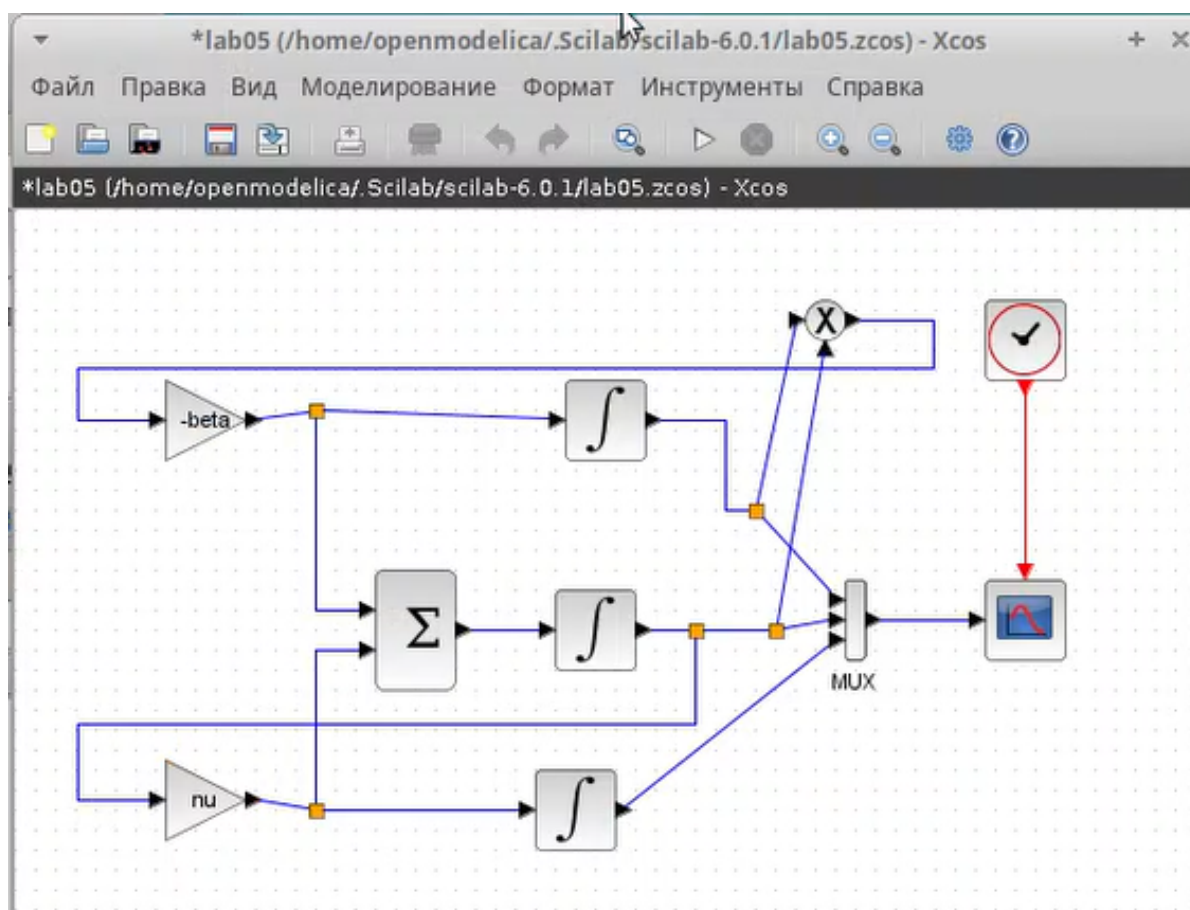 *lab05 (/home/openmodelica/.Scilab/scilab-6.0.1/lab05.zcos) - Xcos
Файл Правка Вид Моделирование Формат Инструменты Справка
*lab05 (/home/openmodelica/.Scilab/scilab-6.0.1/lab05.zcos) - Xcos
X
-beta
∫
Σ
∫
MUX
nu
∫